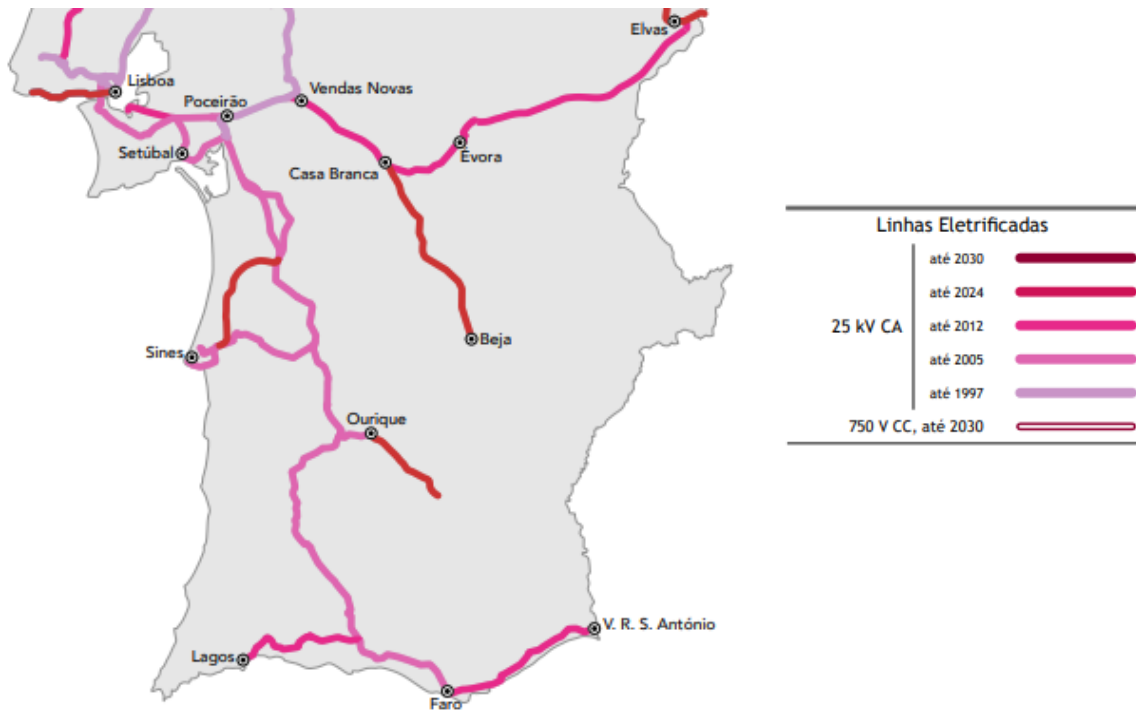 Elvas
Lisboa
Vendas Novas
Poceirão
Setúbal
Évora
Casa Branca
Sines
Beja
Ourique
V. R. S. António
Lagos
Faro
Linhas Eletrificadas
até 2030
até 2024
25 kV CA
até 2012
até 2005
até 1997
750 V CC, até 2030